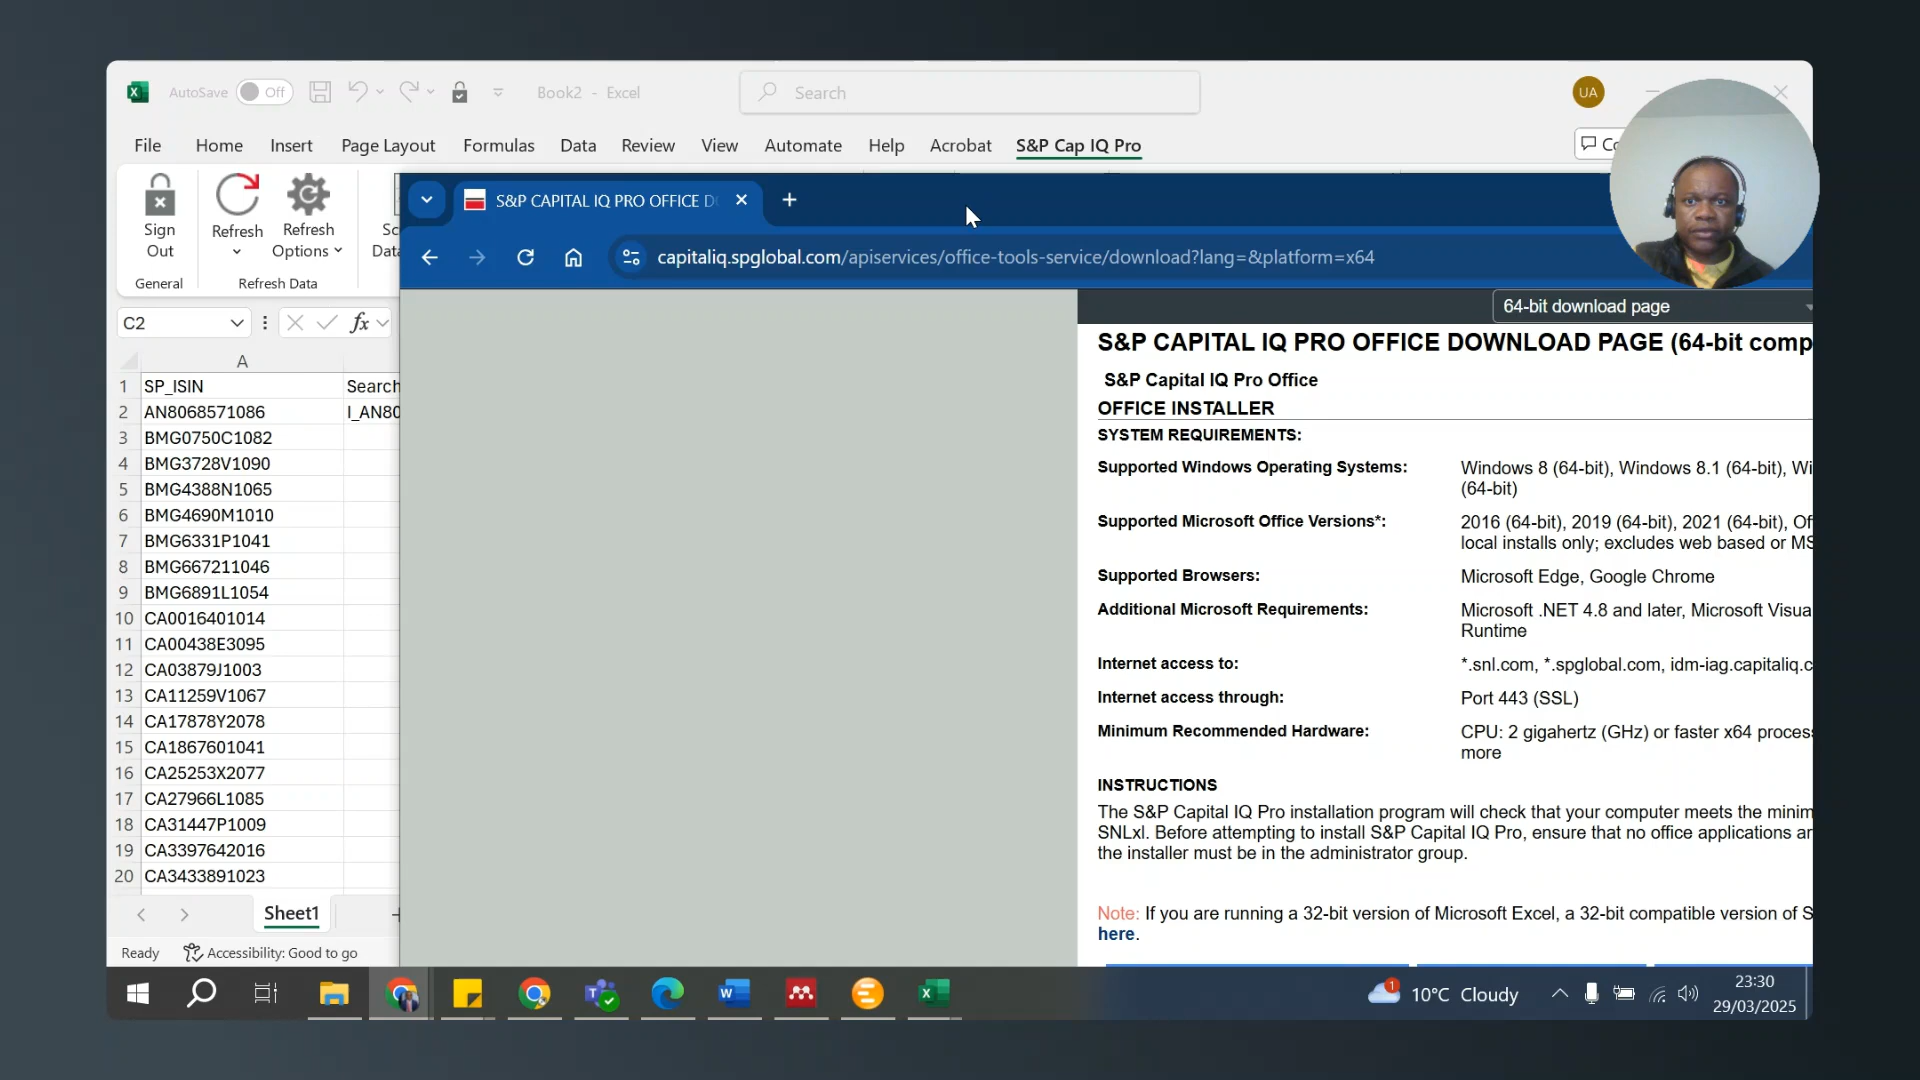 AutoSave Off Book2 - Excel Search UA
File Home Insert Page Layout Formulas Data Review View Automate Help Acrobat S&P Cap IQ Pro
Sign Out
Refresh
Refresh Options
General
Refresh Data
S&P CAPITAL IQ PRO OFFICE D
capitaliq.spglobal.com/apiservices/office-tools-service/download?lang=&platform=x64
C2
fx
A
1 SP_ISIN Search
2 AN8068571086 I_AN80
3 BMG0750C1082
4 BMG3728V1090
5 BMG4388N1065
6 BMG4690M1010
7 BMG6331P1041
8 BMG667211046
9 BMG6891L1054
10 CA0016401014
11 CA00438E3095
12 CA03879J1003
13 CA11259V1067
14 CA17878Y2078
15 CA1867601041
16 CA25253X2077
17 CA27966L1085
18 CA31447P1009
19 CA3397642016
20 CA3433891023
Sheet1
Ready Accessibility: Good to go
64-bit download page
S&P CAPITAL IQ PRO OFFICE DOWNLOAD PAGE (64-bit comp
S&P Capital IQ Pro Office
OFFICE INSTALLER
SYSTEM REQUIREMENTS:
Supported Windows Operating Systems: Windows 8 (64-bit), Windows 8.1 (64-bit), Wi
(64-bit)
Supported Microsoft Office Versions*: 2016 (64-bit), 2019 (64-bit), 2021 (64-bit), Of
local installs only; excludes web based or MS
Supported Browsers: Microsoft Edge, Google Chrome
Additional Microsoft Requirements: Microsoft .NET 4.8 and later, Microsoft Visua
Runtime
Internet access to: *.snl.com, *.spglobal.com, idm-iag.capitaliq.c
Internet access through: Port 443 (SSL)
Minimum Recommended Hardware: CPU: 2 gigahertz (GHz) or faster x64 proces
more
INSTRUCTIONS
The S&P Capital IQ Pro installation program will check that your computer meets the minim
SNLxl. Before attempting to install S&P Capital IQ Pro, ensure that no office applications ar
the installer must be in the administrator group.
Note: If you are running a 32-bit version of Microsoft Excel, a 32-bit compatible version of S
here.
1
10°C Cloudy
23:30
29/03/2025